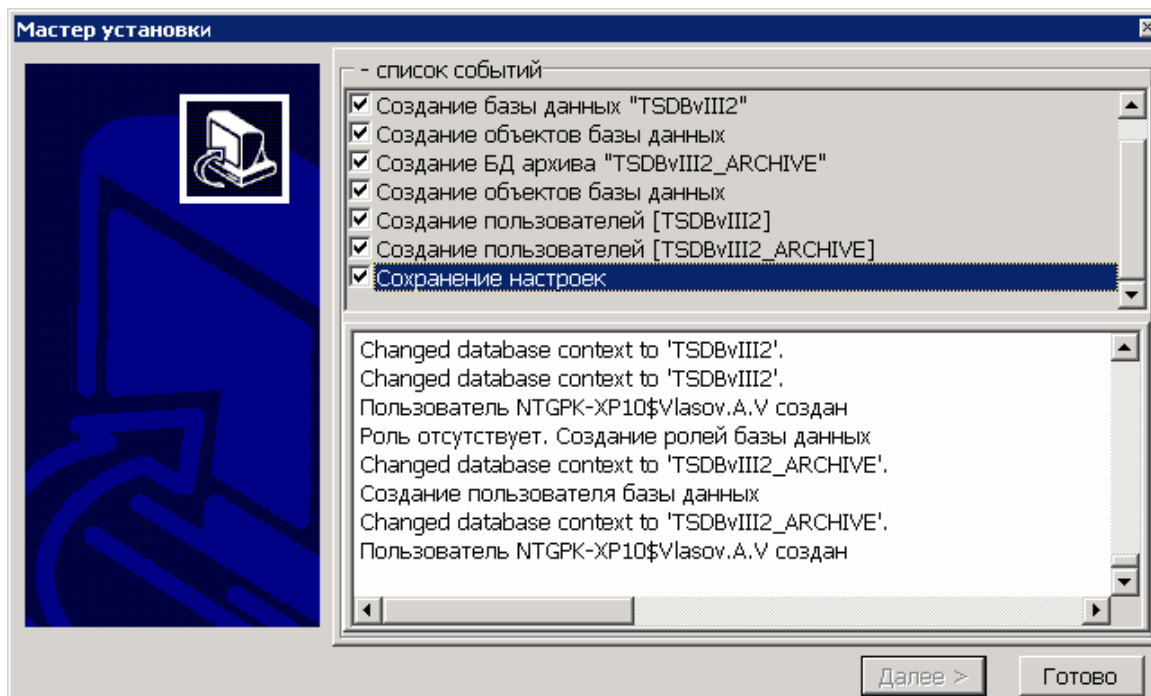 Мастер установки
- список событий
Создание базы данных "TSDBvIII2"
Создание объектов базы данных
Создание БД архива "TSDBvIII2_ARCHIVE"
Создание объектов базы данных
Создание пользователей [TSDBvIII2]
Создание пользователей [TSDBvIII2_ARCHIVE]
Сохранение настроек
Changed database context to 'TSDBvIII2'.
Changed database context to 'TSDBvIII2'.
Пользователь NTGPK-XP10$Vlasov.A.V создан
Роль отсутствует. Создание ролей базы данных
Changed database context to 'TSDBvIII2_ARCHIVE'.
Создание пользователя базы данных
Changed database context to 'TSDBvIII2_ARCHIVE'.
Пользователь NTGPK-XP10$Vlasov.A.V создан
Далее >
Готово